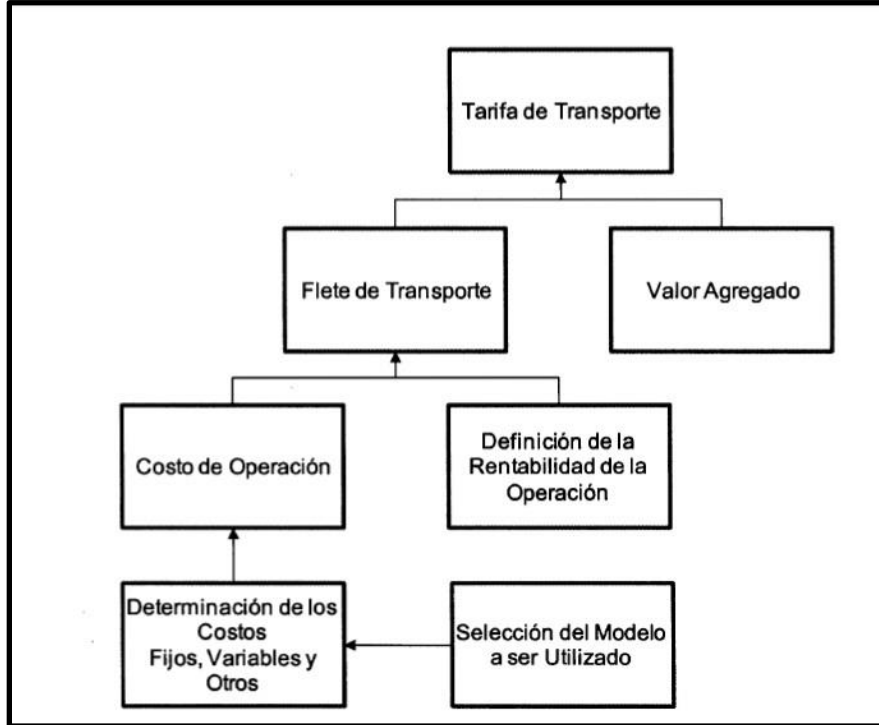 Tarifa de Transporte
Flete de Transporte
Valor Agregado
Costo de Operación
Definición de la
Rentabilidad de la
Operación
Determinación de los
Costos
Fijos, Variables y
Otros
Selección del Modelo
a ser Utilizado